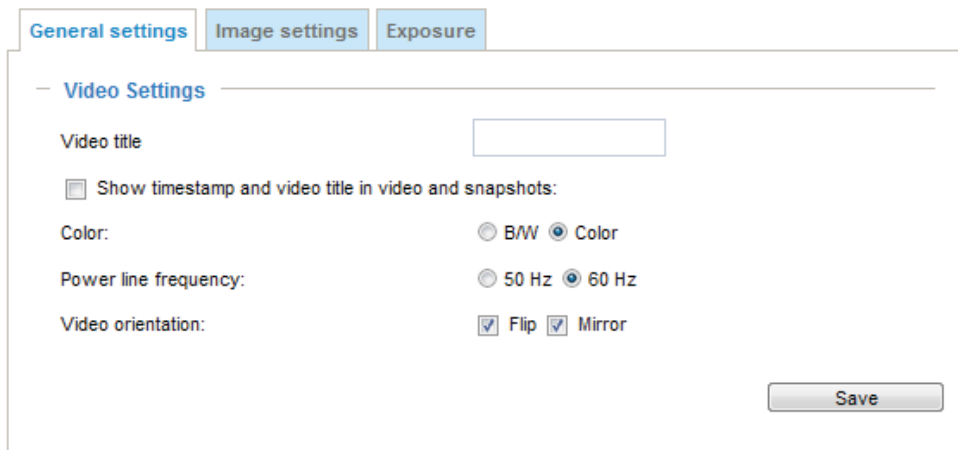 General settings Image settings Exposure
Video Settings
Video title
Show timestamp and video title in video and snapshots:
Color: B/W Color
Power line frequency: 50 Hz 60 Hz
Video orientation: Flip Mirror
Save